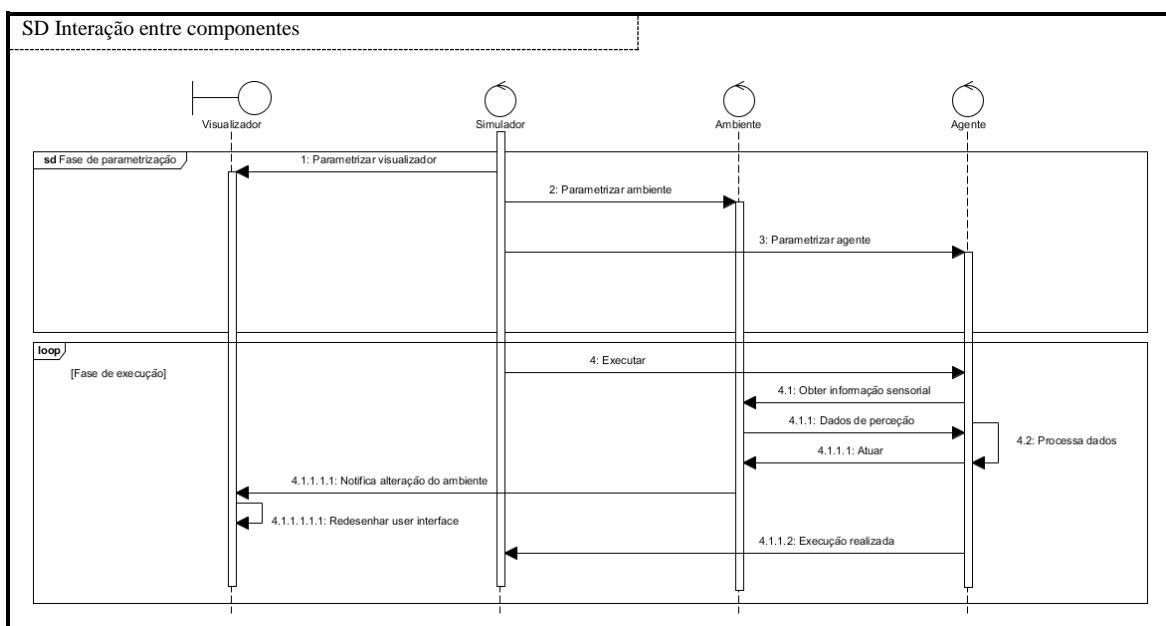 SD Interação entre componentes
Visualizador
Simulador
Ambiente
Agente
sd Fase de parametrização
1: Parametrizar visualizador
2: Parametrizar ambiente
3: Parametrizar agente
loop
[Fase de execução]
4: Executar
4.1: Obter informação sensorial
4.1.1: Dados de perceção
4.2: Processa dados
4.1.1.1: Atuar
4.1.1.1.1: Notifica alteração do ambiente
4.1.1.1.1.1: Redesenhar user interface
4.1.1.2: Execução realizada